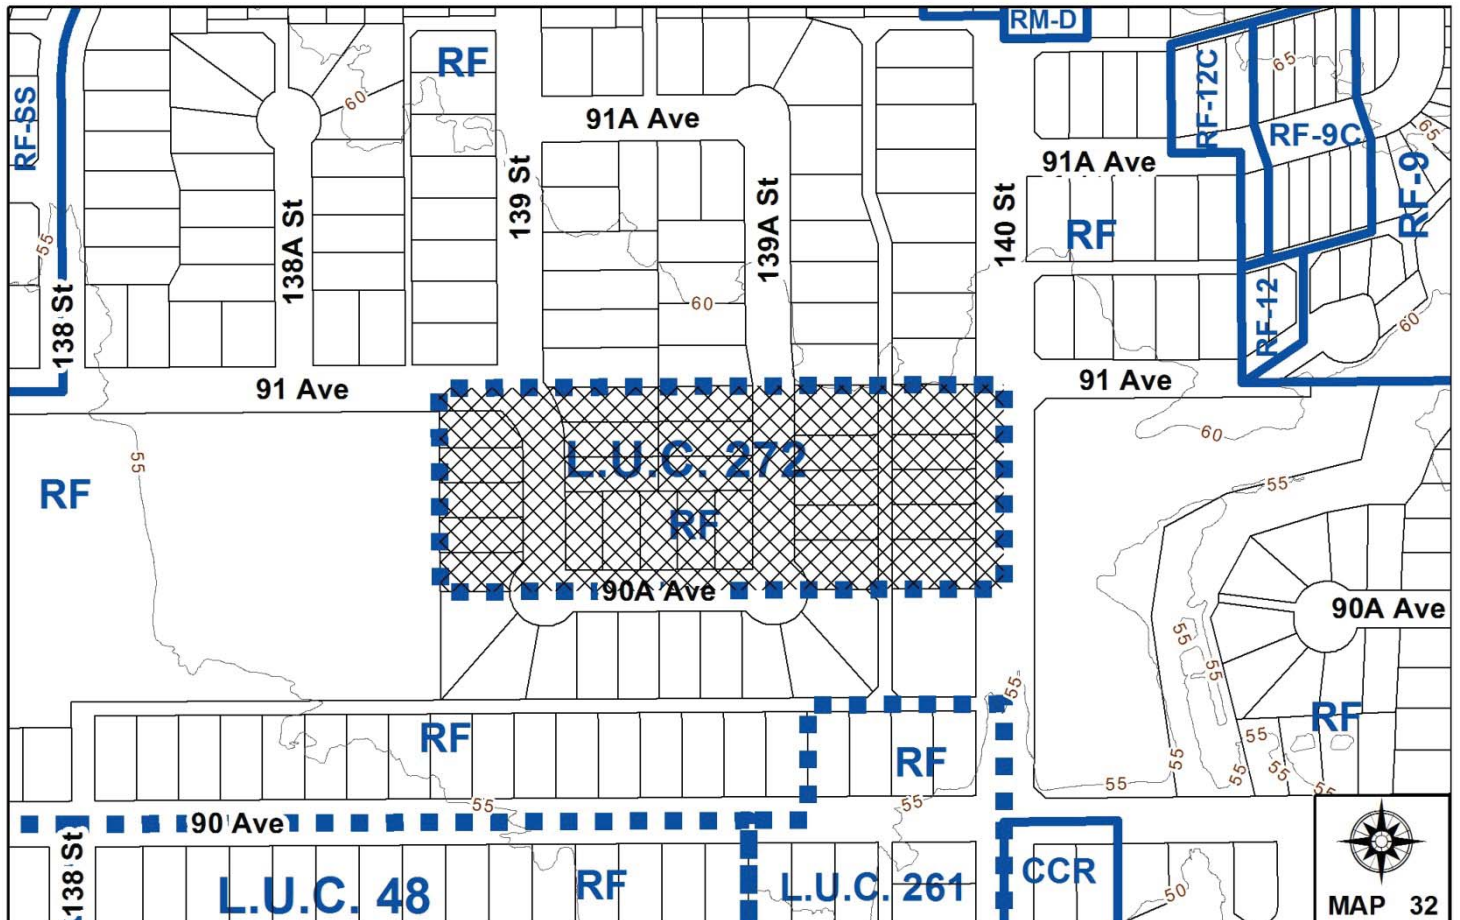 RM-D
RF
RF-12C
65
RF-SS
60
91A Ave
RF-9C
65
91A Ave
RF-9
139 St
138A St
139A St
140 St
RF
55
138 St
60
RF-12
60
91 Ave
91 Ave
L.U.C. 272
60
55
RF
55
RF
90A Ave
90A Ave
55
55
55
RF
RF
RF
55
55
55
55
55
55
55
55
90 Ave
138 St
L.U.C. 48
RF
L.U.C. 261
CCR
50
MAP 32